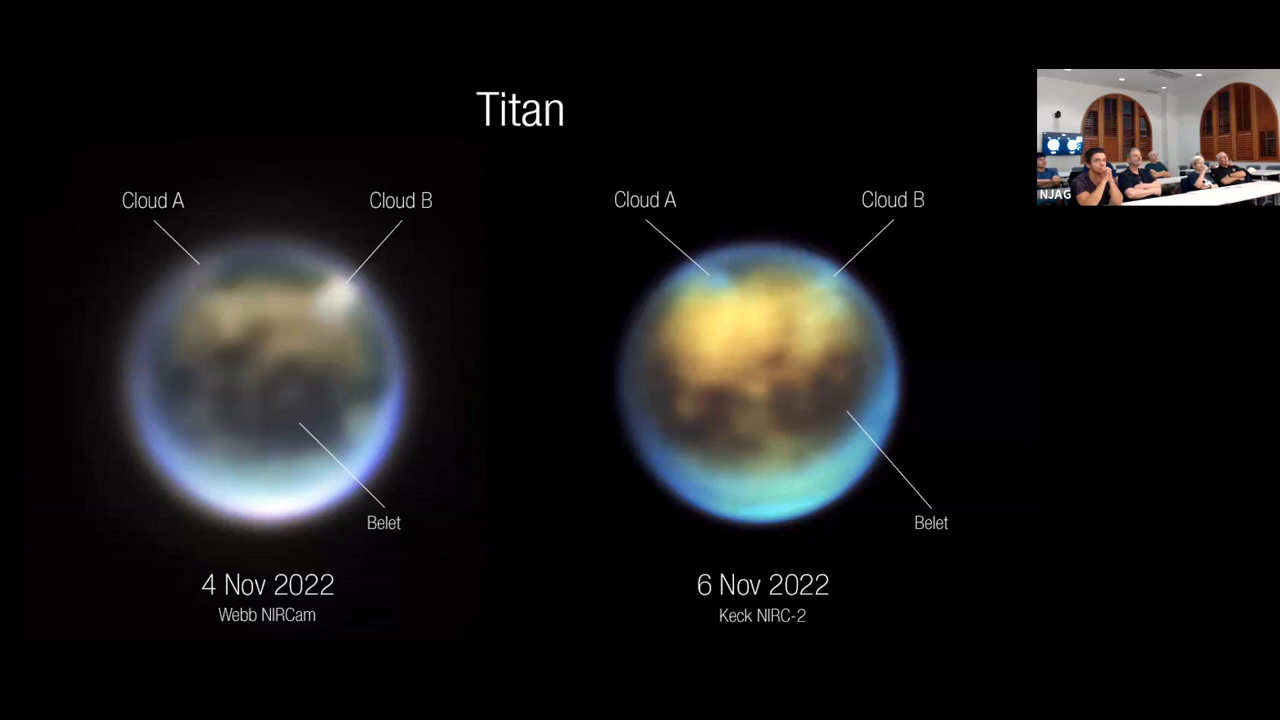 Titan
Cloud A
Cloud B
Cloud A
Cloud B
Belet
Belet
4 Nov 2022
6 Nov 2022
Webb NIRCam
Keck NIRC-2
NJAG